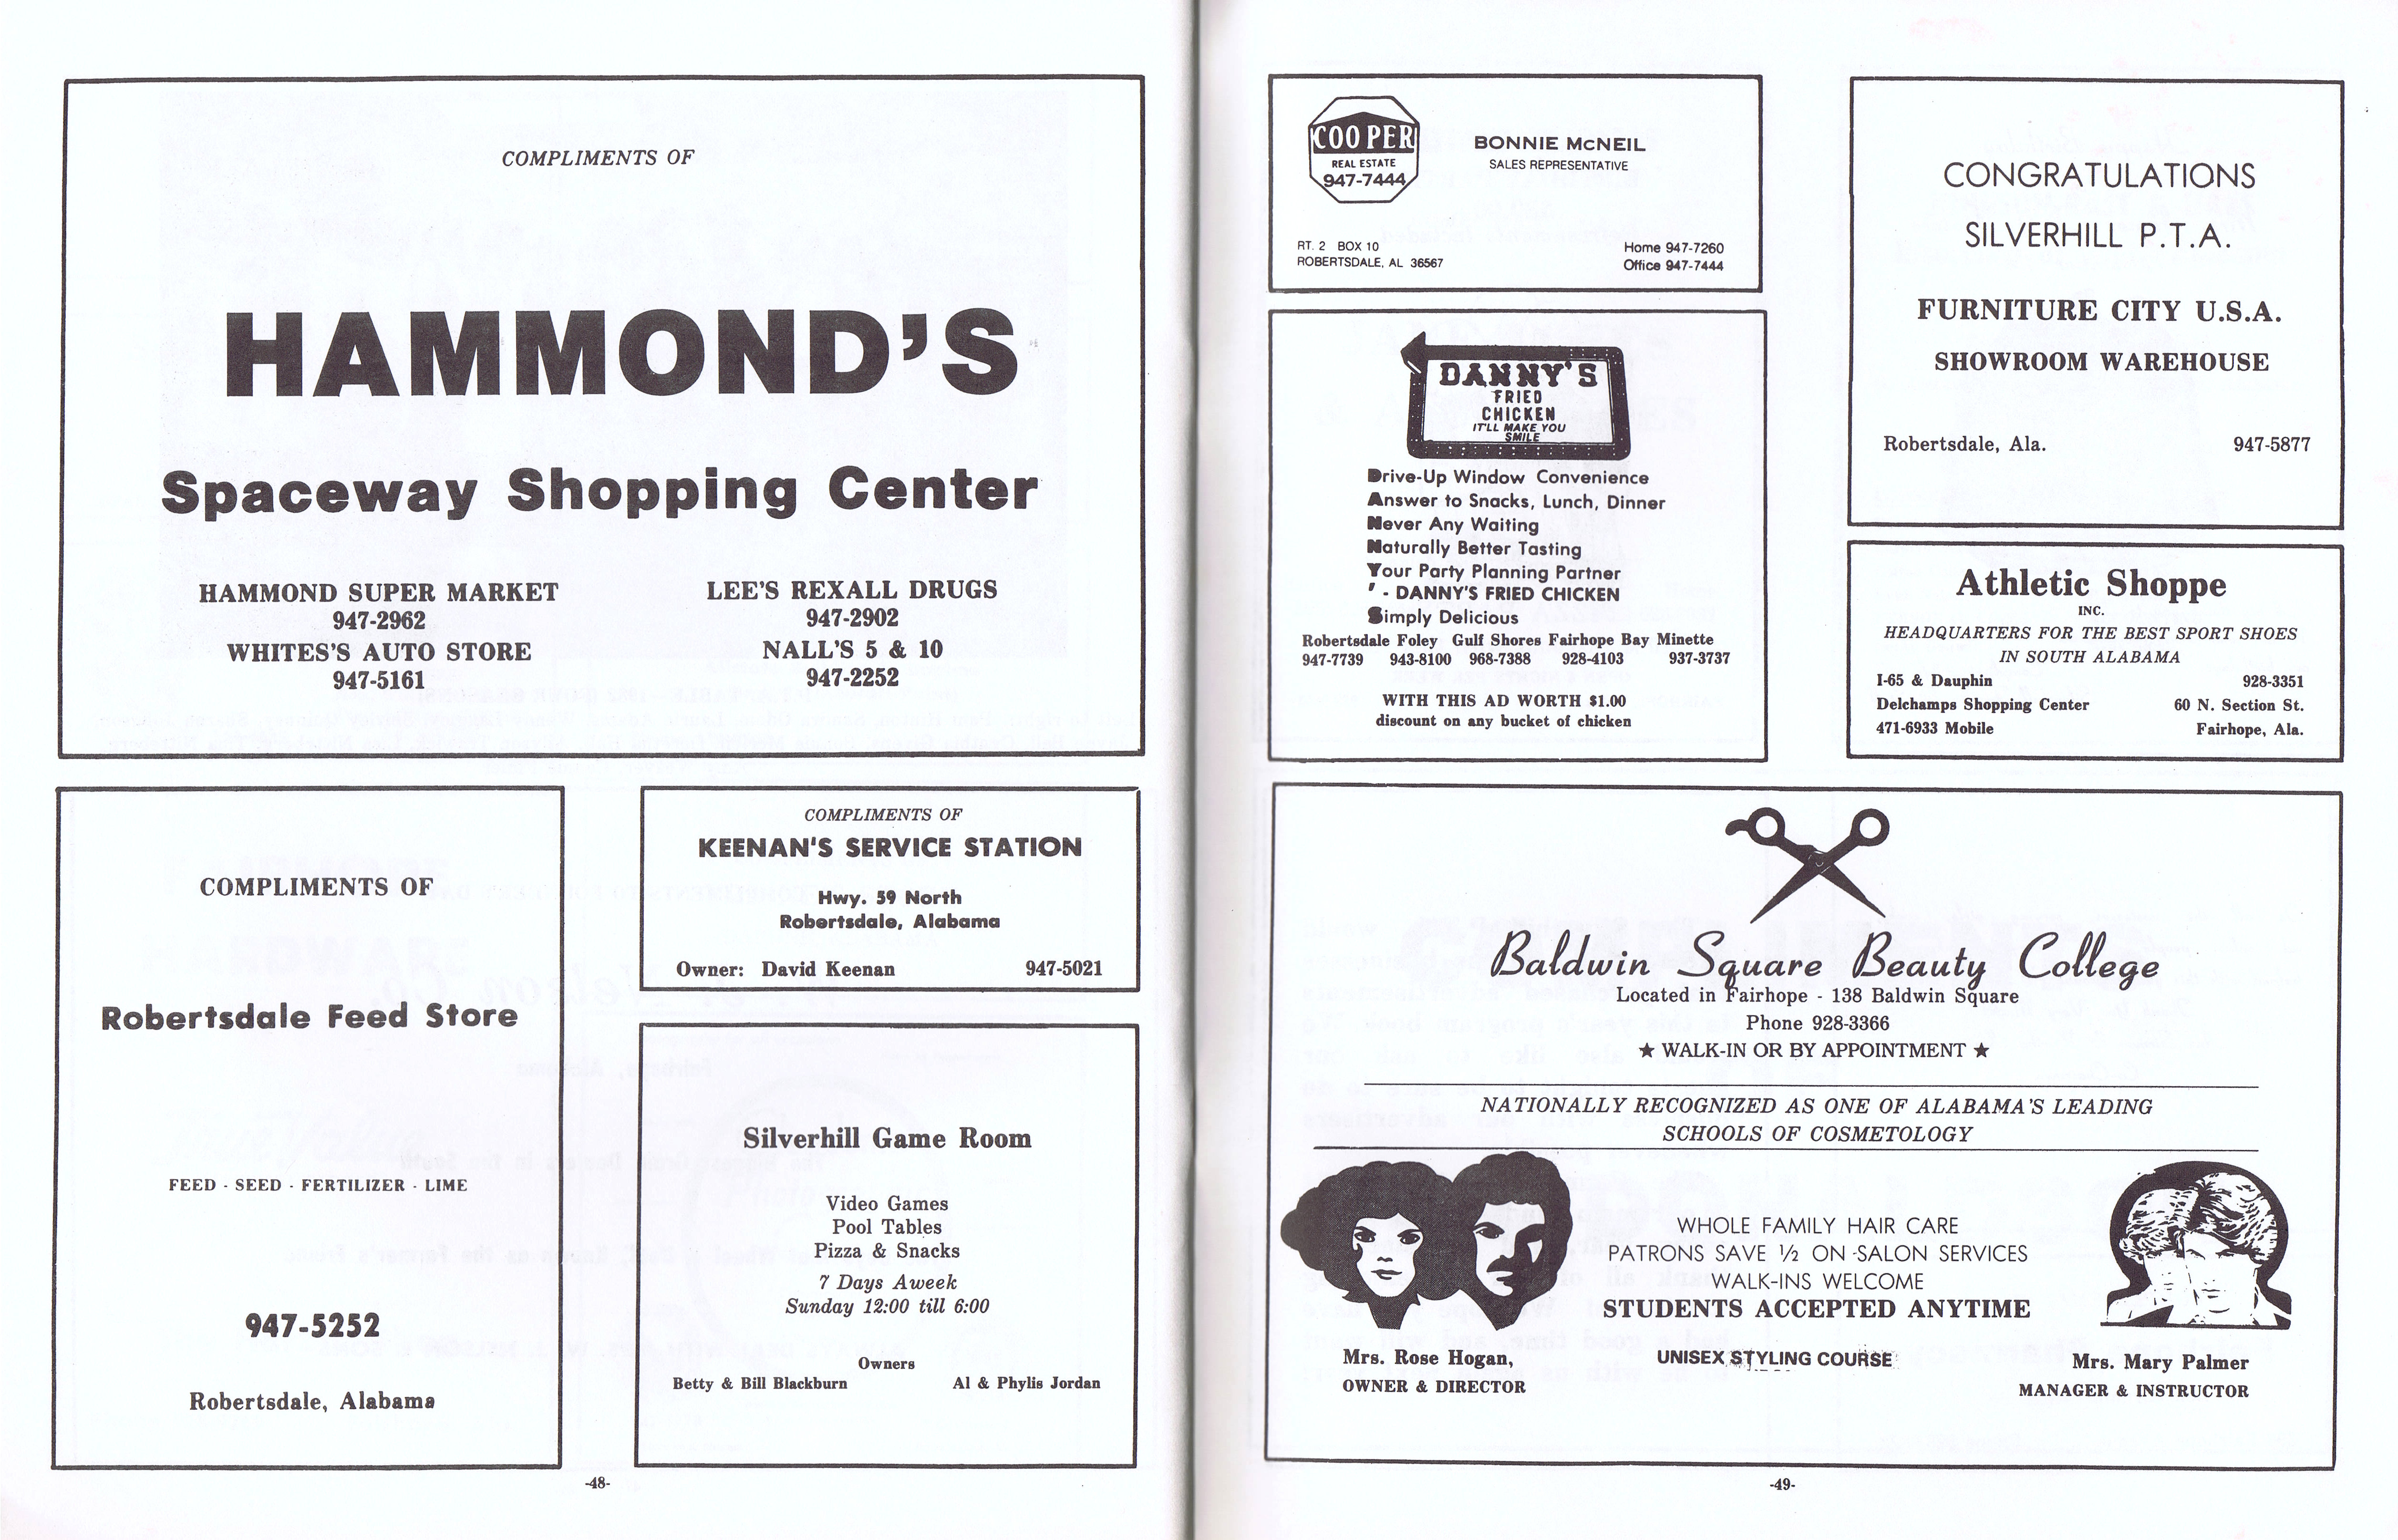 COMPLIMENTS OF
HAMMOND'S
Spaceway Shopping Center
HAMMOND SUPER MARKET
947-2962
WHITES'S AUTO STORE
947-5161
LEE'S REXALL DRUGS
947-2902
NALL'S 5 & 10
947-2252
COMPLIMENTS OF
Robertsdale Feed Store
FEED - SEED - FERTILIZER - LIME
947-5252
Robertsdale, Alabama
COMPLIMENTS OF
KEENAN'S SERVICE STATION
Hwy. 59 North
Robertsdale, Alabama
Owner: David Keenan 947-5021
Silverhill Game Room
Video Games
Pool Tables
Pizza & Snacks
7 Days Aweek
Sunday 12:00 till 6:00
Owners
Betty & Bill Blackburn Al & Phylis Jordan
-48-
COOPER
REAL ESTATE
947-7444
BONNIE McNEIL
SALES REPRESENTATIVE
RT. 2 BOX 10
ROBERTSDALE, AL 36567
Home 947-7260
Office 947-7444
DANNY'S
FRIED
CHICKEN
IT'LL MAKE YOU
SMILE
Drive-Up Window Convenience
Answer to Snacks, Lunch, Dinner
Never Any Waiting
Naturally Better Tasting
Your Party Planning Partner
' - DANNY'S FRIED CHICKEN
Simply Delicious
Robertsdale Foley Gulf Shores Fairhope Bay Minette
947-7739 943-8100 968-7388 928-4103 937-3737
WITH THIS AD WORTH $1.00
discount on any bucket of chicken
CONGRATULATIONS
SILVERHILL P.T.A.
FURNITURE CITY U.S.A.
SHOWROOM WAREHOUSE
Robertsdale, Ala. 947-5877
Athletic Shoppe
INC.
HEADQUARTERS FOR THE BEST SPORT SHOES
IN SOUTH ALABAMA
I-65 & Dauphin 928-3351
Delchamps Shopping Center 60 N. Section St.
471-6933 Mobile Fairhope, Ala.
Baldwin Square Beauty College
Located in Fairhope - 138 Baldwin Square
Phone 928-3366
★ WALK-IN OR BY APPOINTMENT ★
NATIONALLY RECOGNIZED AS ONE OF ALABAMA'S LEADING
SCHOOLS OF COSMETOLOGY
WHOLE FAMILY HAIR CARE
PATRONS SAVE ½ ON SALON SERVICES
WALK-INS WELCOME
STUDENTS ACCEPTED ANYTIME
UNISEX STYLING COURSE
Mrs. Rose Hogan,
OWNER & DIRECTOR
Mrs. Mary Palmer
MANAGER & INSTRUCTOR
-49-